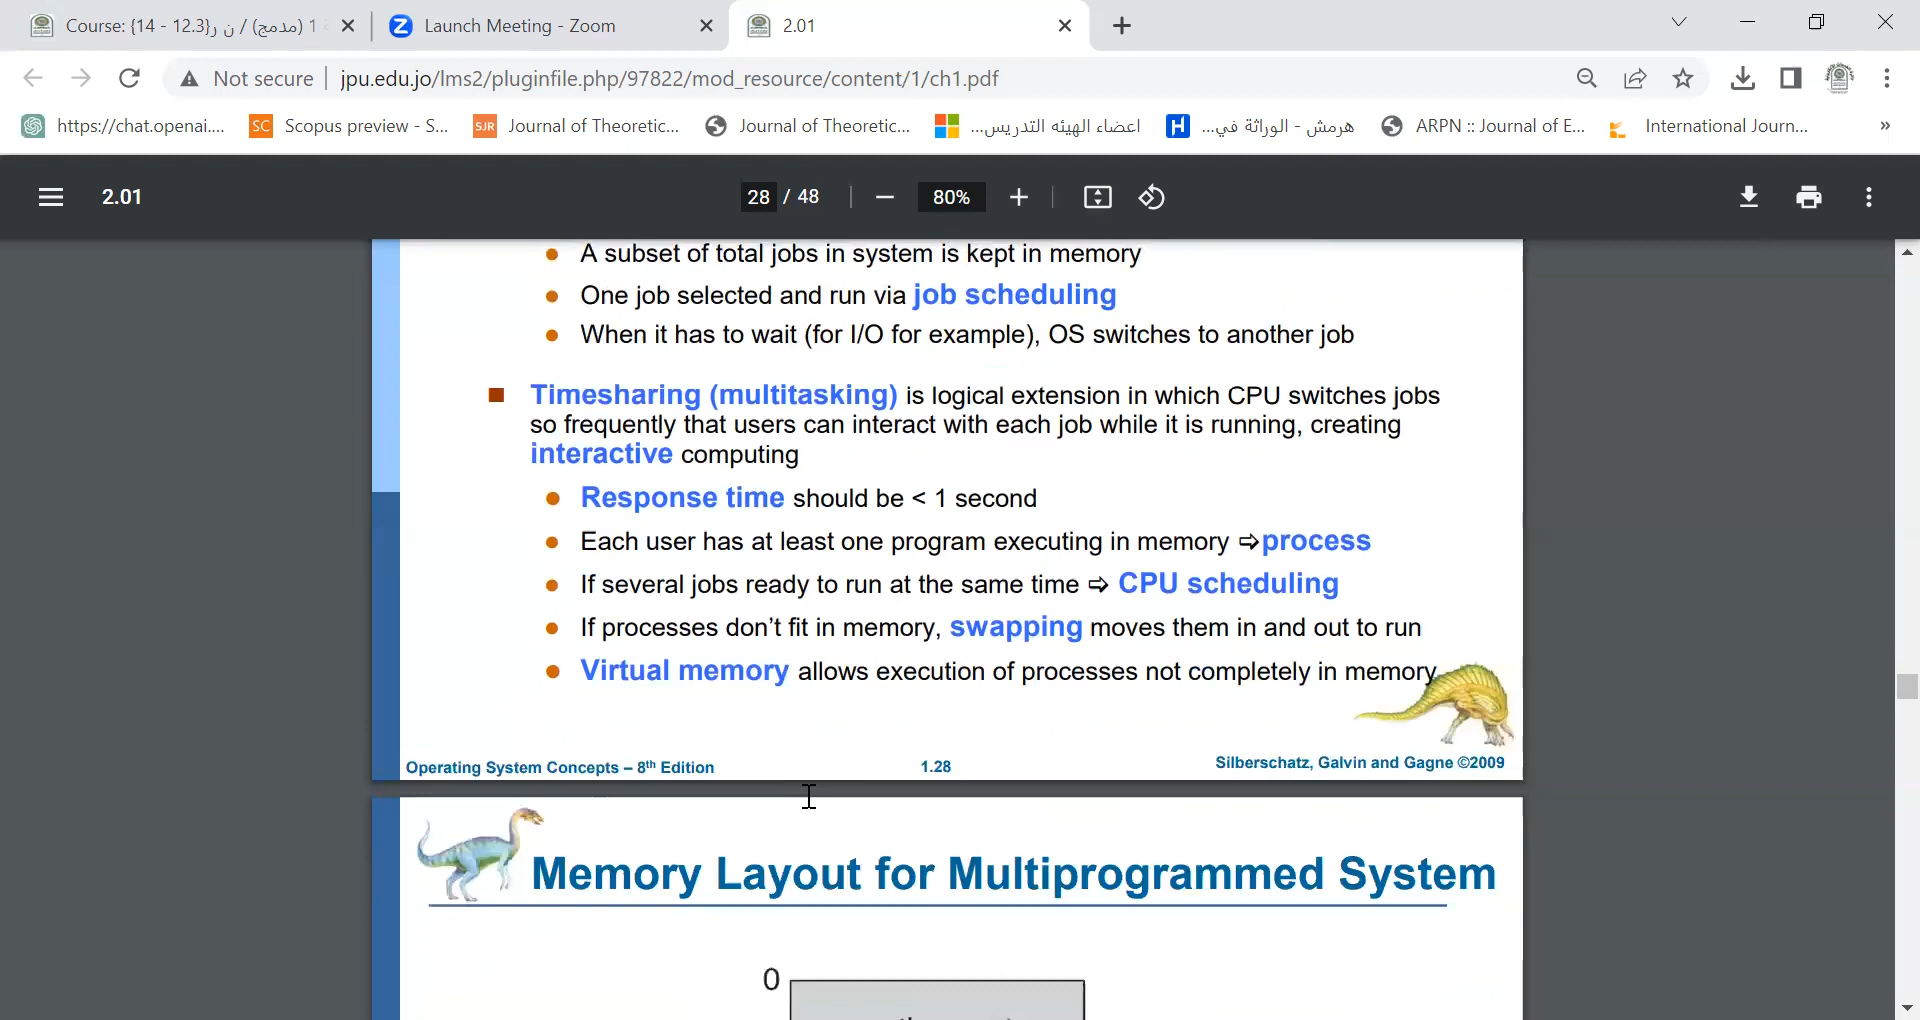 Course: {14 - 12.3}ن ر / (مدمج) 1
Launch Meeting - Zoom
2.01
Not secure
jpu.edu.jo/lms2/pluginfile.php/97822/mod_resource/content/1/ch1.pdf
https://chat.openai....
SC Scopus preview - S...
SJR Journal of Theoretic...
Journal of Theoretic...
اعضاء الهيئه التدريس...
H هرمش - الوراثة في...
ARPN :: Journal of E...
International Journ...
»
2.01
28 / 48
80%
A subset of total jobs in system is kept in memory
One job selected and run via job scheduling
When it has to wait (for I/O for example), OS switches to another job
Timesharing (multitasking) is logical extension in which CPU switches jobs
so frequently that users can interact with each job while it is running, creating
interactive computing
Response time should be < 1 second
Each user has at least one program executing in memory ⇨process
If several jobs ready to run at the same time ⇨ CPU scheduling
If processes don’t fit in memory, swapping moves them in and out to run
Virtual memory allows execution of processes not completely in memory
Operating System Concepts – 8th Edition
1.28
Silberschatz, Galvin and Gagne ©2009
Memory Layout for Multiprogrammed System
0